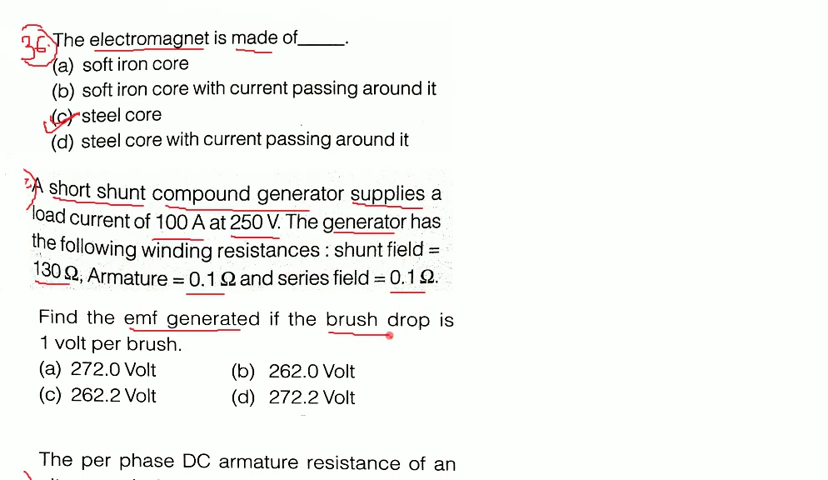 36. The electromagnet is made of_____.
(a) soft iron core
(b) soft iron core with current passing around it
(c) steel core
(d) steel core with current passing around it
A short shunt compound generator supplies a
load current of 100 A at 250 V. The generator has
the following winding resistances : shunt field =
130 Ω, Armature = 0.1 Ω and series field = 0.1 Ω.
Find the emf generated if the brush drop is
1 volt per brush.
(a) 272.0 Volt (b) 262.0 Volt
(c) 262.2 Volt (d) 272.2 Volt
The per phase DC armature resistance of an